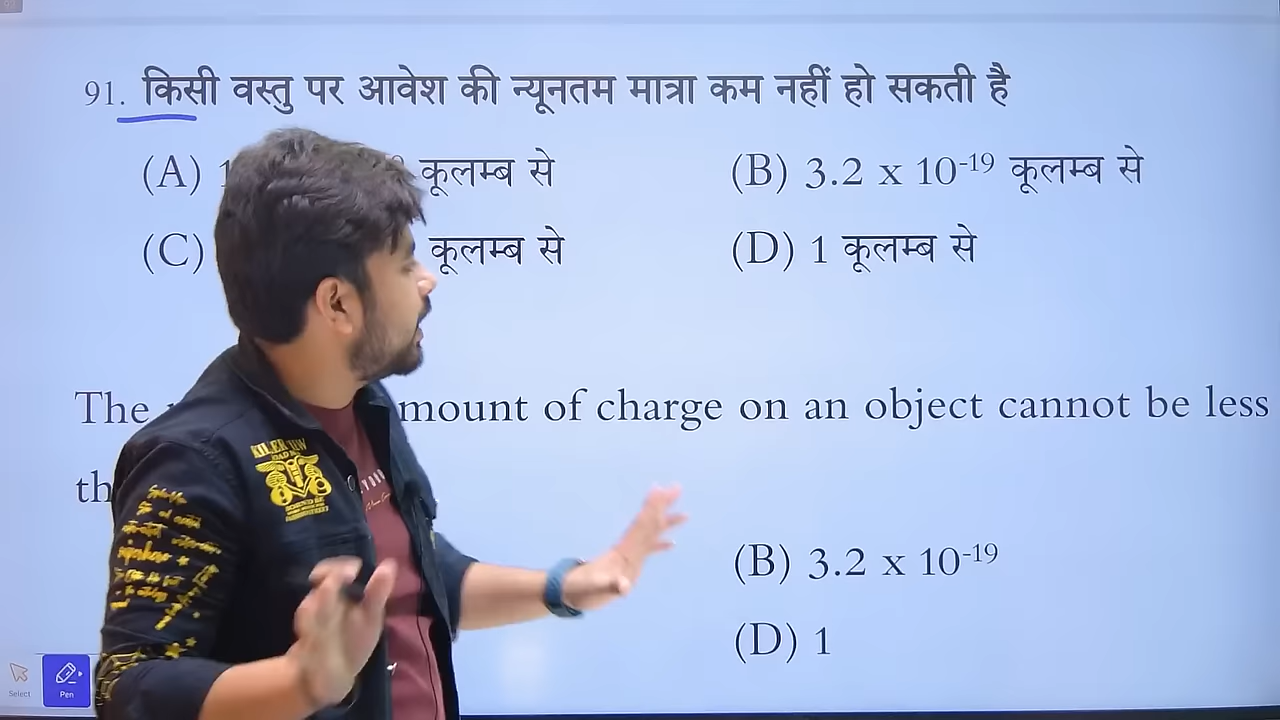 91. किसी वस्तु पर आवेश की न्यूनतम मात्रा कम नहीं हो सकती है
(A) कूलम्ब से
(B) 3.2 x 10⁻¹⁹ कूलम्ब से
(C) कूलम्ब से
(D) 1 कूलम्ब से
The mount of charge on an object cannot be less
th
(B) 3.2 x 10⁻¹⁹
(D) 1
Select
Pen